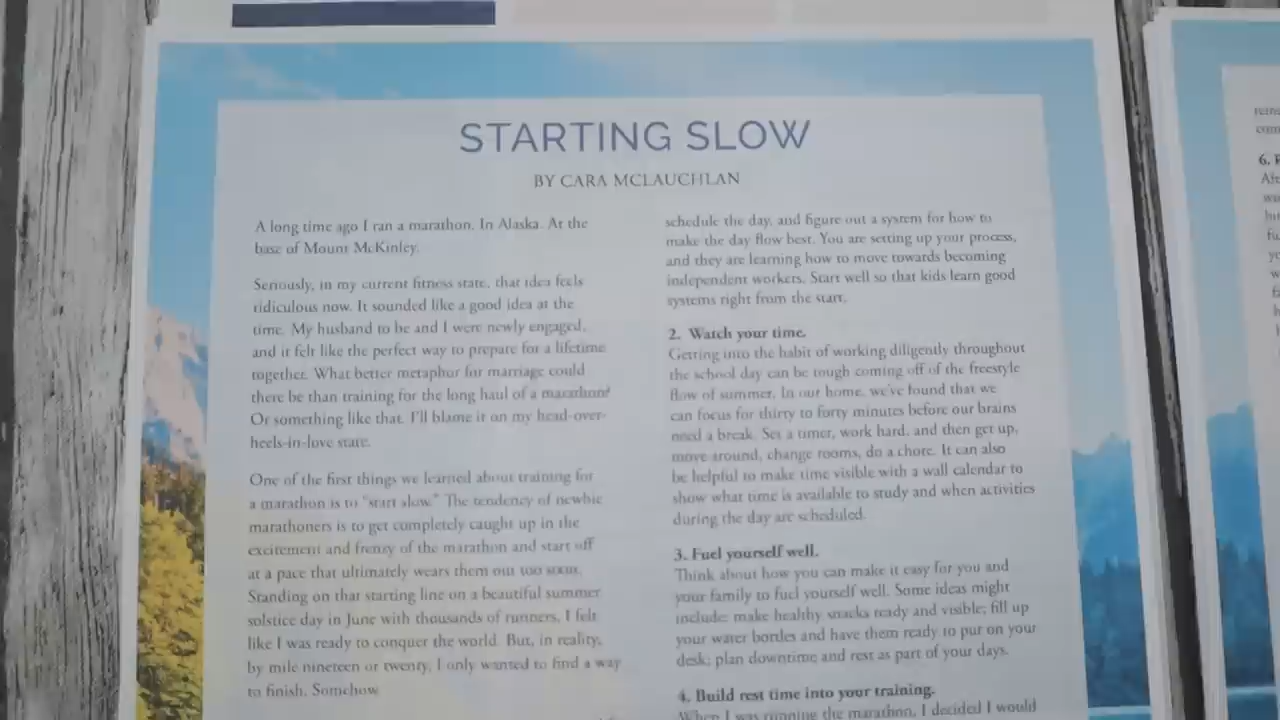 STARTING SLOW
BY CARA MCLAUCHLAN
A long time ago I ran a marathon. In Alaska. At the
base of Mount McKinley.
Seriously, in my current fitness state, that idea feels
ridiculous now. It sounded like a good idea at the
time. My husband to be and I were newly engaged,
and it felt like the perfect way to prepare for a lifetime
together. What better metaphor for marriage could
there be than training for the long haul of a marathon?
Or something like that. I'll blame it on my head-over-
heels-in-love state.
One of the first things we learned about training for
a marathon is to "start slow." The tendency of newbie
marathoners is to get completely caught up in the
excitement and frenzy of the marathon and start off
at a pace that ultimately wears them out too soon.
Standing on that starting line on a beautiful summer
solstice day in June with thousands of runners, I felt
like I was ready to conquer the world. But, in reality,
by mile nineteen or twenty, I only wanted to find a way
to finish. Somehow.
schedule the day, and figure out a system for how to
make the day flow best. You are setting up your process,
and they are learning how to move towards becoming
independent workers. Start well so that kids learn good
systems right from the start.
2. Watch your time.
Getting into the habit of working diligently throughout
the school day can be tough coming off of the freestyle
flow of summer. In our home, we've found that we
can focus for thirty to forty minutes before our brains
need a break. Set a timer, work hard, and then get up,
move around, change rooms, do a chore. It can also
be helpful to make time visible with a wall calendar to
show what time is available to study and when activities
during the day are scheduled.
3. Fuel yourself well.
Think about how you can make it easy for you and
your family to fuel yourself well. Some ideas might
include: make healthy snacks ready and visible; fill up
your water bottles and have them ready to put on your
desk; plan downtime and rest as part of your days.
4. Build rest time into your training.
When I was running the marathon, I decided I would
6.